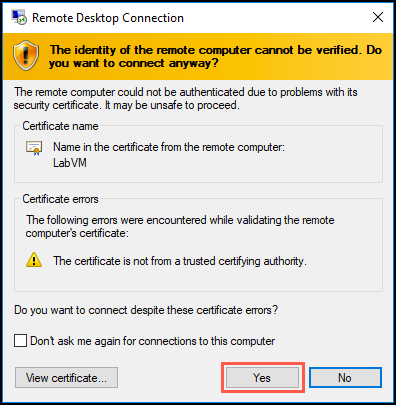 Remote Desktop Connection
The identity of the remote computer cannot be verified. Do
you want to connect anyway?
The remote computer could not be authenticated due to problems with its
security certificate. It may be unsafe to proceed.
Certificate name
Name in the certificate from the remote computer:
LabVM
Certificate errors
The following errors were encountered while validating the remote
computer's certificate:
The certificate is not from a trusted certifying authority.
Do you want to connect despite these certificate errors?
Don't ask me again for connections to this computer
View certificate... Yes No